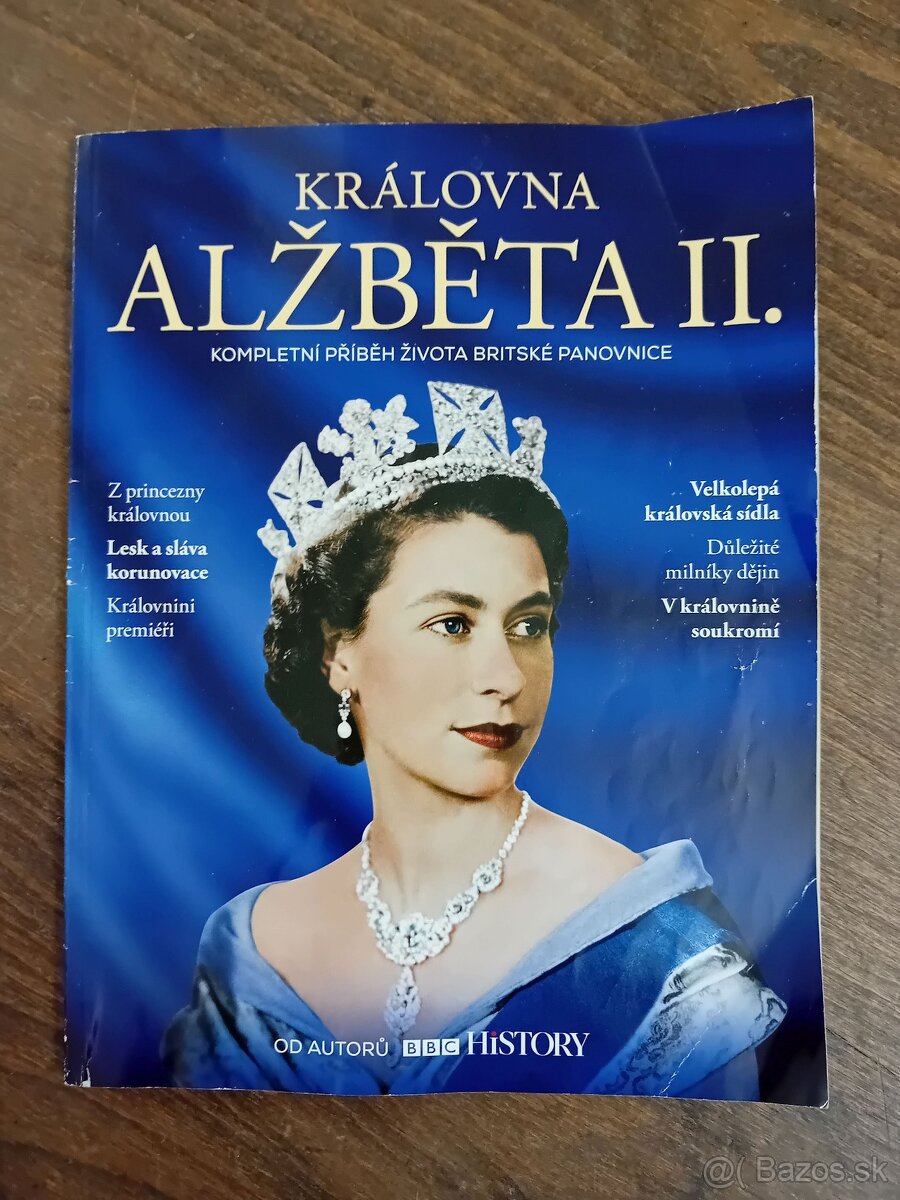 KRÁLOVNA
ALŽBĚTA II.
KOMPLETNÍ PŘÍBĚH ŽIVOTA BRITSKÉ PANOVNICE
Z princezny
královnou
Lesk a sláva
korunovace
Královnini
premiéři
Velkolepá
královská sídla
Důležité
milníky dějin
V královnině
soukromí
OD AUTORŮ BBC HiSTORY
@( Bazos.sk